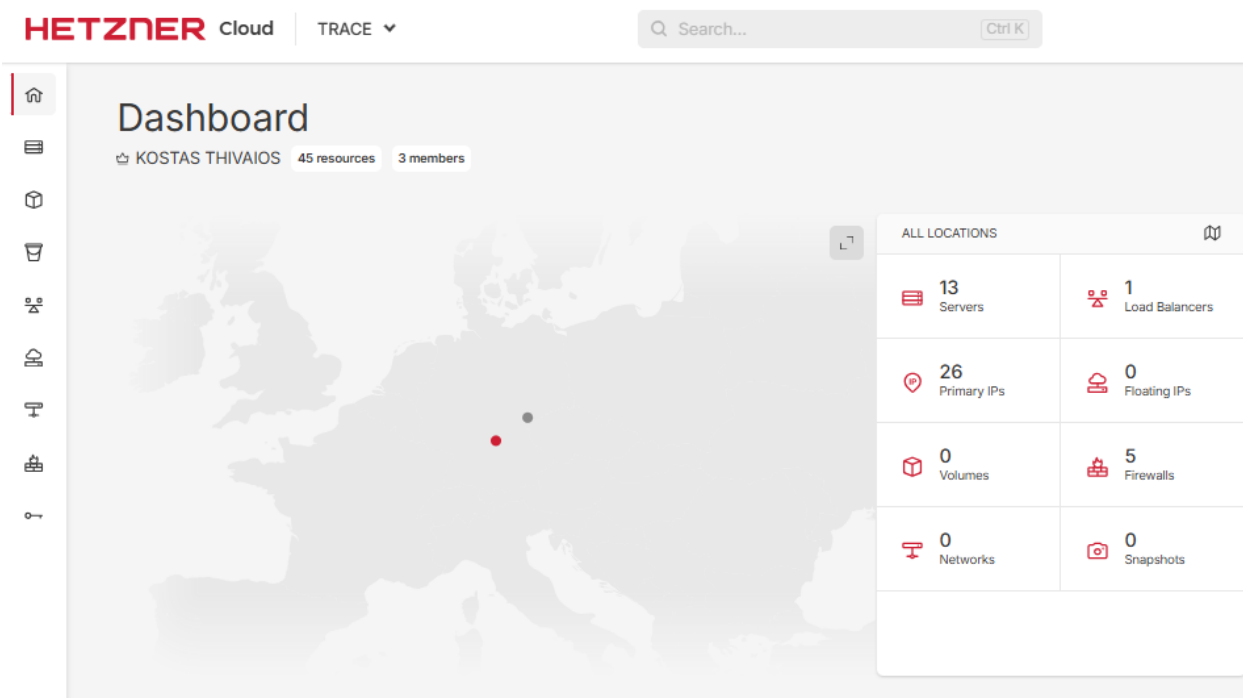 HETZNER Cloud TRACE Search... Ctrl K
Dashboard
KOSTAS THIVAIOS 45 resources 3 members
ALL LOCATIONS
13
Servers
1
Load Balancers
IP
26
Primary IPs
0
Floating IPs
0
Volumes
5
Firewalls
0
Networks
0
Snapshots